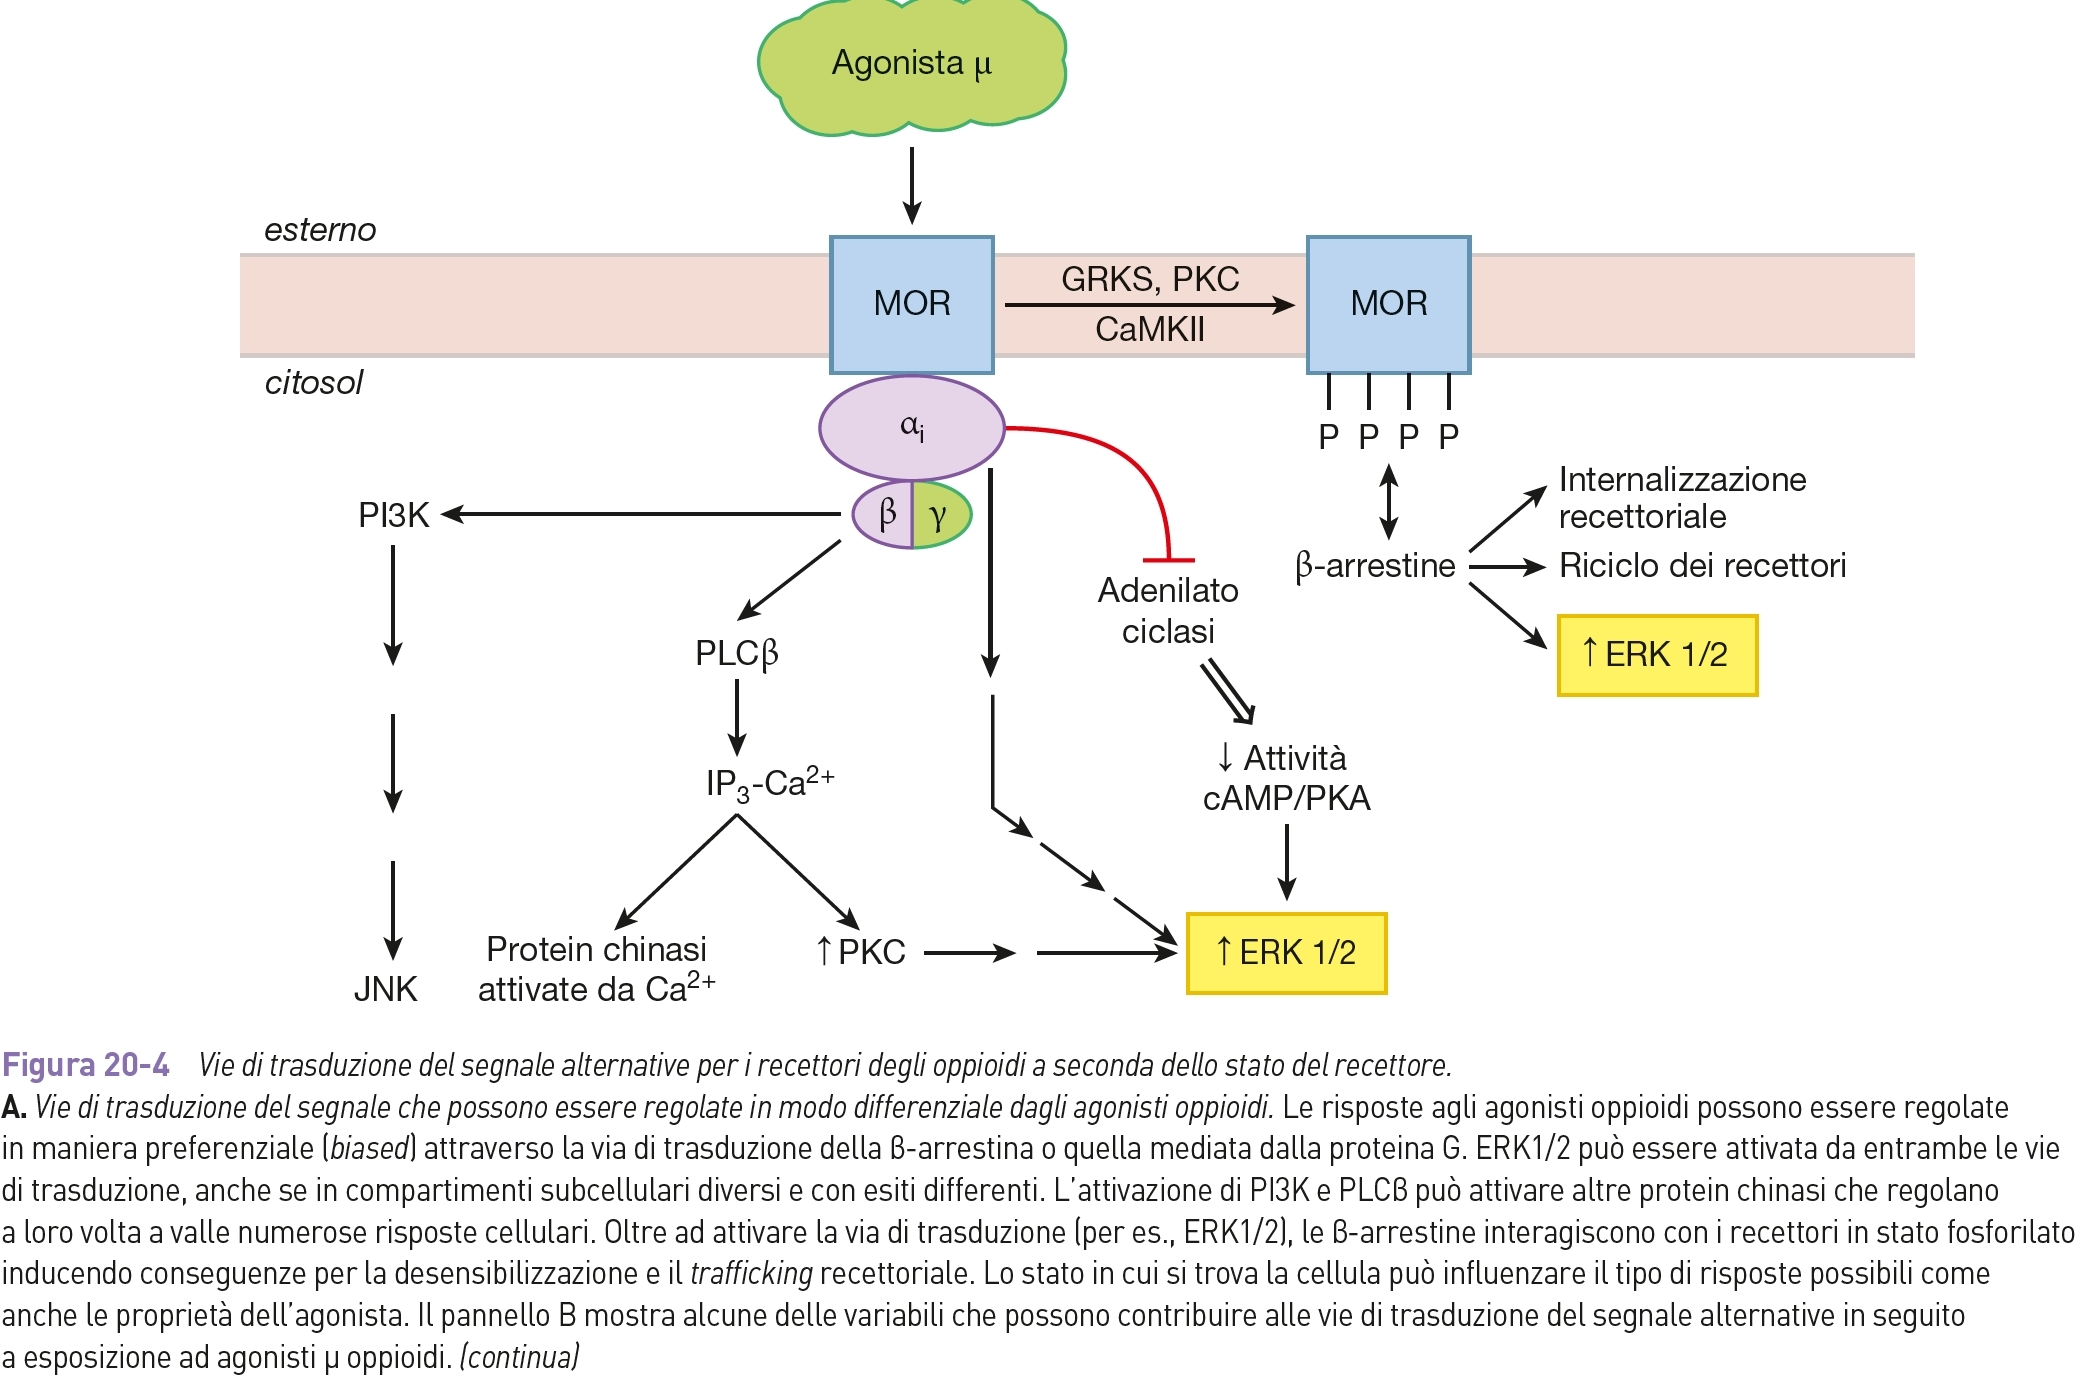 Agonista μ
esterno
MOR
GRKS, PKC
CaMKII
MOR
citosol
αi
β γ
P P P P
PI3K
PLCβ
IP3-Ca2+
Adenilato
ciclasi
β-arrestine
Internalizzazione
recettoriale
Riciclo dei recettori
↑ ERK 1/2
↓ Attività
cAMP/PKA
JNK
Protein chinasi
attivate da Ca2+
↑ PKC
↑ ERK 1/2
Figura 20-4 Vie di trasduzione del segnale alternative per i recettori degli oppioidi a seconda dello stato del recettore.
A. Vie di trasduzione del segnale che possono essere regolate in modo differenziale dagli agonisti oppioidi. Le risposte agli agonisti oppioidi possono essere regolate
in maniera preferenziale (biased) attraverso la via di trasduzione della ß-arrestina o quella mediata dalla proteina G. ERK1/2 può essere attivata da entrambe le vie
di trasduzione, anche se in compartimenti subcellulari diversi e con esiti differenti. L'attivazione di PI3K e PLCß può attivare altre protein chinasi che regolano
a loro volta a valle numerose risposte cellulari. Oltre ad attivare la via di trasduzione (per es., ERK1/2), le ß-arrestine interagiscono con i recettori in stato fosforilato
inducendo conseguenze per la desensibilizzazione e il trafficking recettoriale. Lo stato in cui si trova la cellula può influenzare il tipo di risposte possibili come
anche le proprietà dell'agonista. Il pannello B mostra alcune delle variabili che possono contribuire alle vie di trasduzione del segnale alternative in seguito
a esposizione ad agonisti μ oppioidi. (continua)